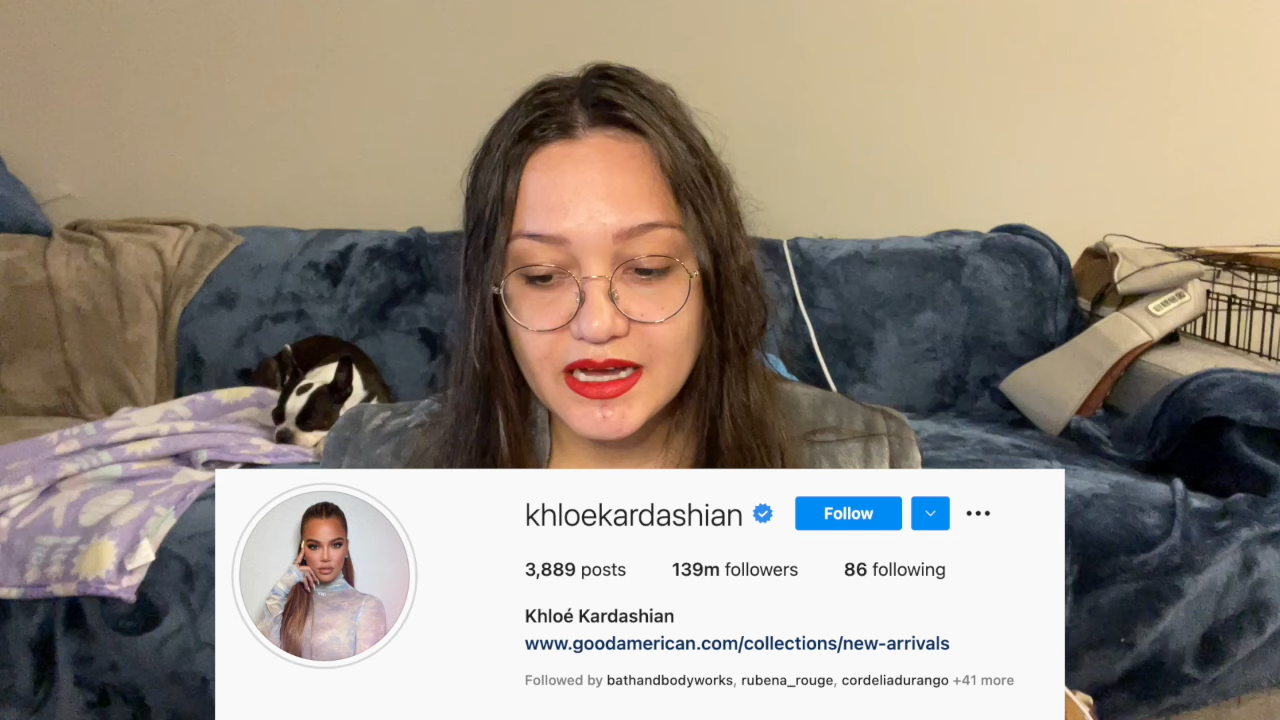 khloekardashian Follow
3,889 posts 139m followers 86 following
Khloé Kardashian
www.goodamerican.com/collections/new-arrivals
Followed by bathandbodyworks, rubena_rouge, cordeliadurango +41 more